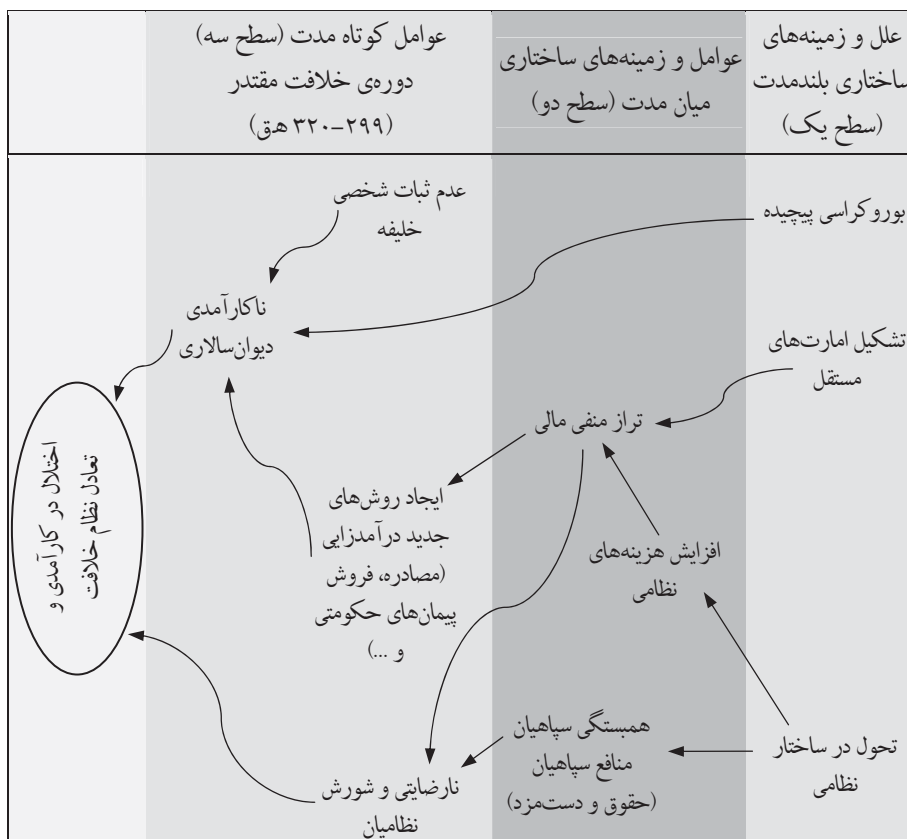 علل و زمینه‌های
ساختاری بلندمدت
(سطح یک)
عوامل و زمینه‌های ساختاری
میان مدت (سطح دو)
عوامل کوتاه مدت (سطح سه)
دوره‌ی خلافت مقتدر
(۲۹۹-۳۲۰ هـق)
بوروکراسی پیچیده
تشکیل امارت‌های
مستقل
تحول در ساختار
نظامی
تراز منفی مالی
افزایش هزینه‌های
نظامی
همبستگی سپاهیان
منافع سپاهیان
(حقوق و دست‌مزد)
عدم ثبات شخصی
خلیفه
ناکارآمدی
دیوان‌سالاری
ایجاد روش‌های
جدید درآمدزایی
(مصادره، فروش
پیمان‌های حکومتی
و ...)
نارضایتی و شورش
نظامیان
اختلال در کارآمدی و
تعادل نظام خلافت